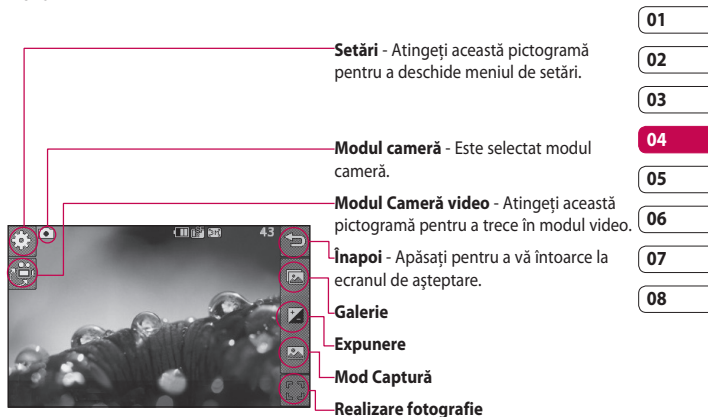 Setări - Atingeți această pictogramă
pentru a deschide meniul de setări.
Modul cameră - Este selectat modul
cameră.
Modul Cameră video - Atingeți această
pictogramă pentru a trece în modul video.
Înapoi - Apăsați pentru a vă întoarce la
ecranul de aşteptare.
Galerie
Expunere
Mod Captură
Realizare fotografie
43
01
02
03
04
05
06
07
08